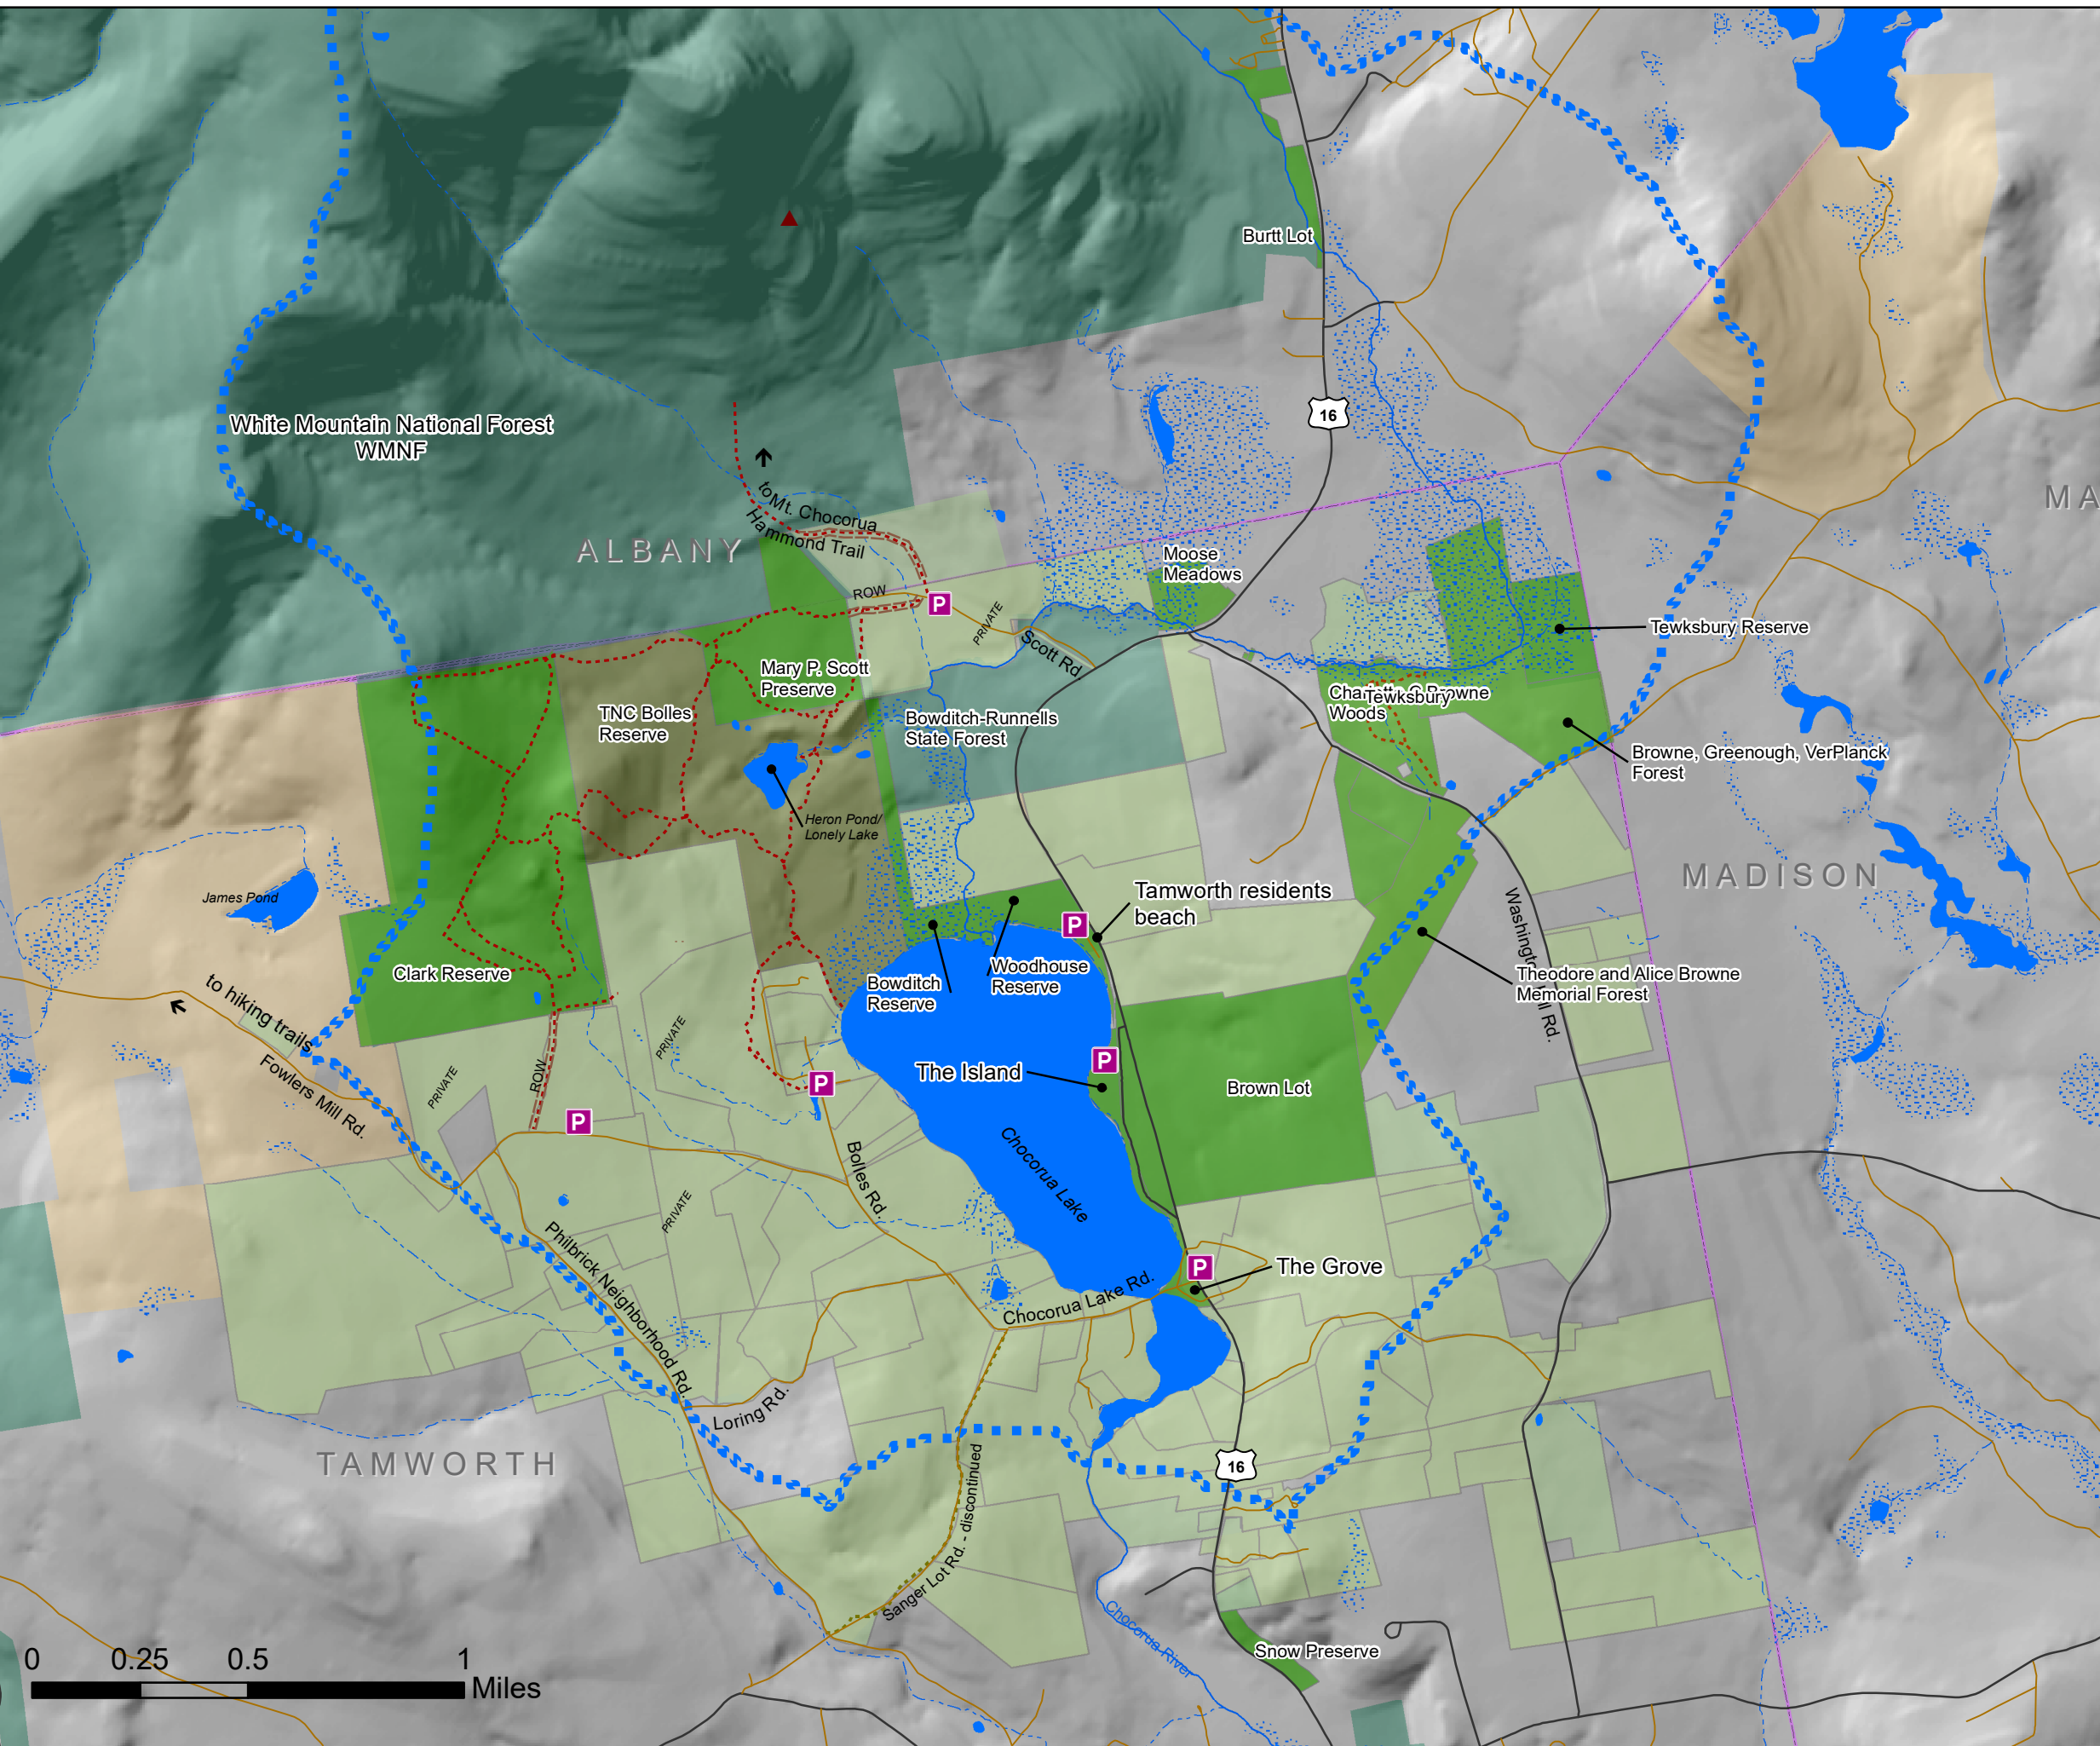 Burtt Lot
16
White Mountain National Forest
WMNF
to Mt. Chocorua
Hammond Trail
ALBANY
MA
Moose
Meadows
ROW
P
PRIVATE
Scott Rd
Tewksbury Reserve
Mary P. Scott
Preserve
Tewksbury
Browne
Woods
TNC Bolles
Reserve
Bowditch-Runnells
State Forest
Browne, Greenough, VerPlanck
Forest
Heron Pond/
Lonely Lake
MADISON
James Pond
Tamworth residents
beach
P
Washington Hill Rd.
Clark Reserve
Bowditch
Reserve
Woodhouse
Reserve
Theodore and Alice Browne
Memorial Forest
to hiking trails
Fowlers Mill Rd.
PRIVATE
PRIVATE
ROW
P
P
P
The Island
Brown Lot
Chocorua Lake
Bolles Rd.
PRIVATE
Philbrick Neighborhood Rd.
P
The Grove
Chocorua Lake Rd.
Loring Rd.
TAMWORTH
16
Sanger Lot Rd. - discontinued
Chocorua River
Snow Preserve
0 0.25 0.5 1
Miles